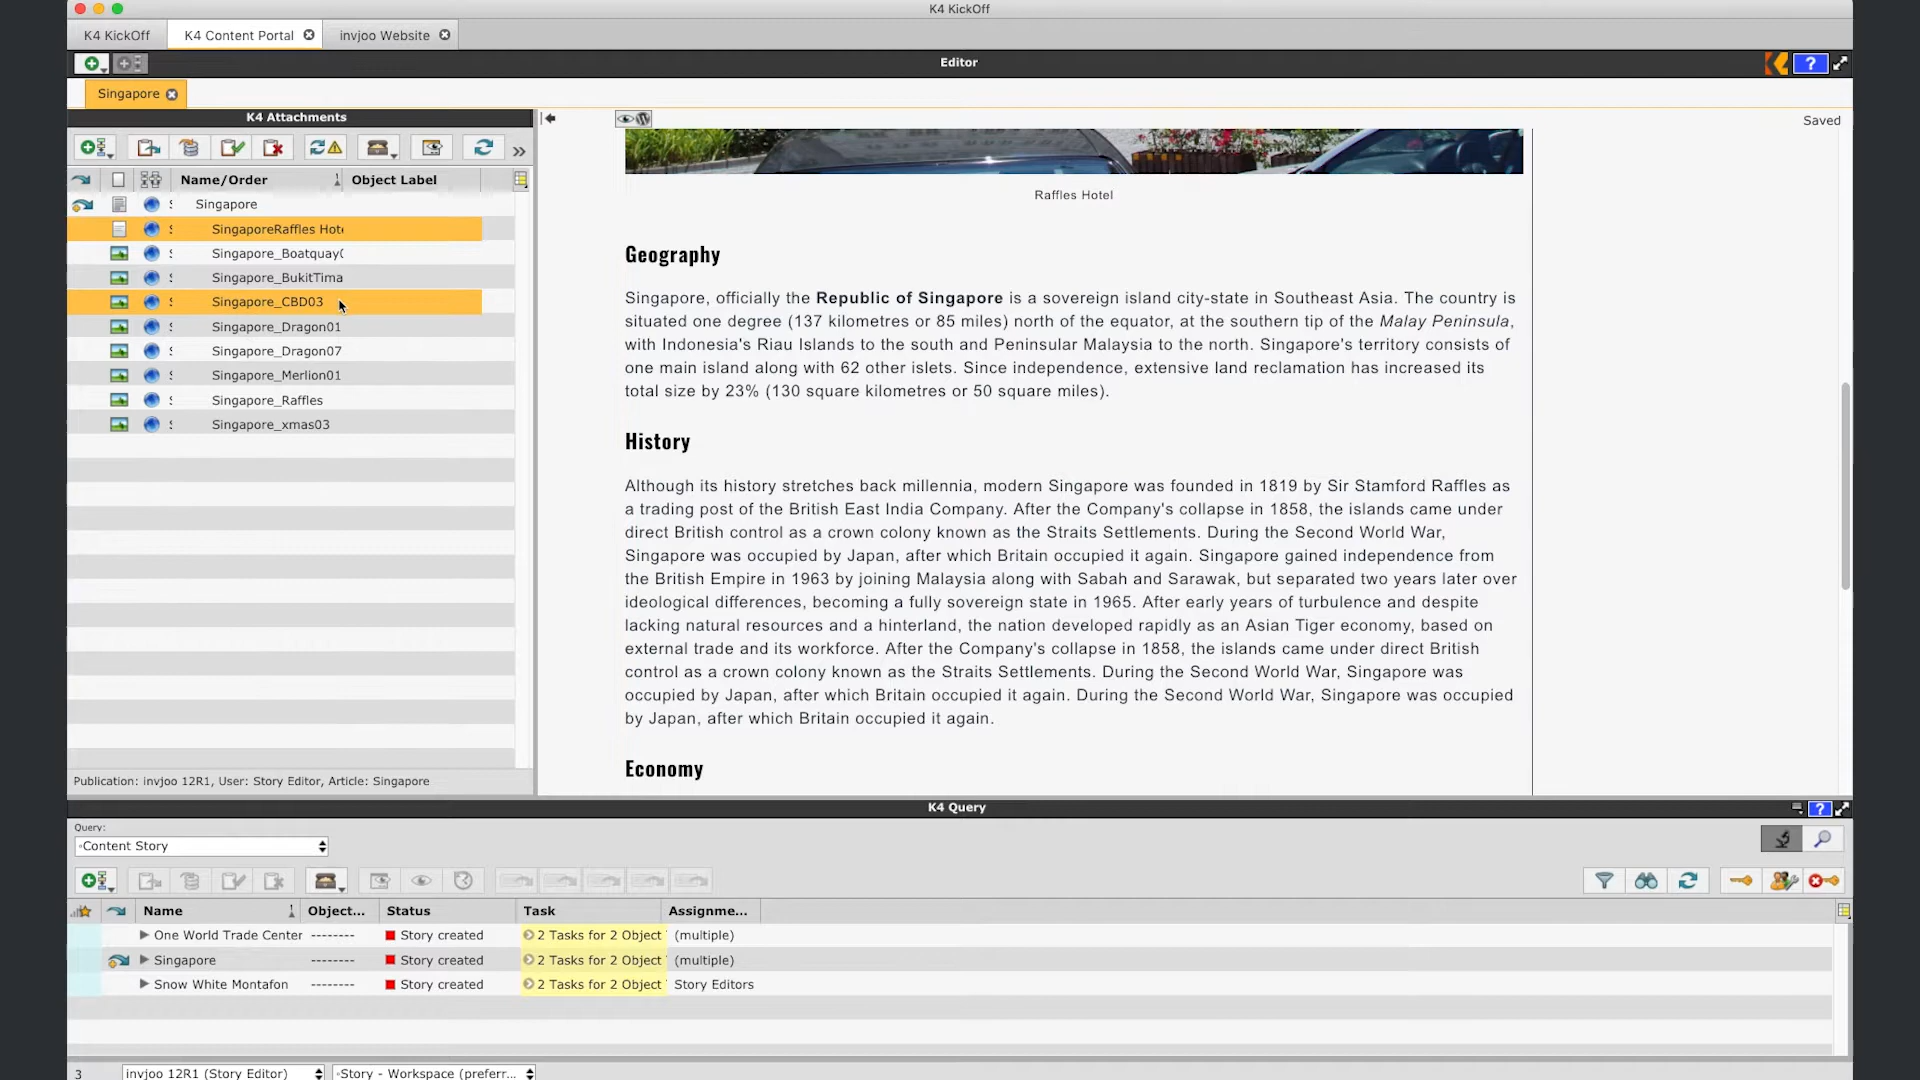 K4 KickOff
K4 KickOff
K4 Content Portal
invjoo Website
Editor
Singapore
K4 Attachments
Saved
Name/Order
Object Label
Singapore
SingaporeRaffles Hot
Singapore_Boatquay
Singapore_BukitTima
Singapore_CBD03
Singapore_Dragon01
Singapore_Dragon07
Singapore_Merlion01
Singapore_Raffles
Singapore_xmas03
Publication: invjoo 12R1, User: Story Editor, Article: Singapore
Raffles Hotel
Geography
Singapore, officially the Republic of Singapore is a sovereign island city-state in Southeast Asia. The country is
situated one degree (137 kilometres or 85 miles) north of the equator, at the southern tip of the Malay Peninsula,
with Indonesia's Riau Islands to the south and Peninsular Malaysia to the north. Singapore's territory consists of
one main island along with 62 other islets. Since independence, extensive land reclamation has increased its
total size by 23% (130 square kilometres or 50 square miles).
History
Although its history stretches back millennia, modern Singapore was founded in 1819 by Sir Stamford Raffles as
a trading post of the British East India Company. After the Company's collapse in 1858, the islands came under
direct British control as a crown colony known as the Straits Settlements. During the Second World War,
Singapore was occupied by Japan, after which Britain occupied it again. Singapore gained independence from
the British Empire in 1963 by joining Malaysia along with Sabah and Sarawak, but separated two years later over
ideological differences, becoming a fully sovereign state in 1965. After early years of turbulence and despite
lacking natural resources and a hinterland, the nation developed rapidly as an Asian Tiger economy, based on
external trade and its workforce. After the Company's collapse in 1858, the islands came under direct British
control as a crown colony known as the Straits Settlements. During the Second World War, Singapore was
occupied by Japan, after which Britain occupied it again. During the Second World War, Singapore was occupied
by Japan, after which Britain occupied it again.
Economy
K4 Query
Query:
◦Content Story
Name Object... Status Task Assignme...
One World Trade Center -------- Story created 2 Tasks for 2 Object (multiple)
Singapore -------- Story created 2 Tasks for 2 Object (multiple)
Snow White Montafon -------- Story created 2 Tasks for 2 Object Story Editors
3 invjoo 12R1 (Story Editor) ◦Story - Workspace (preferr...